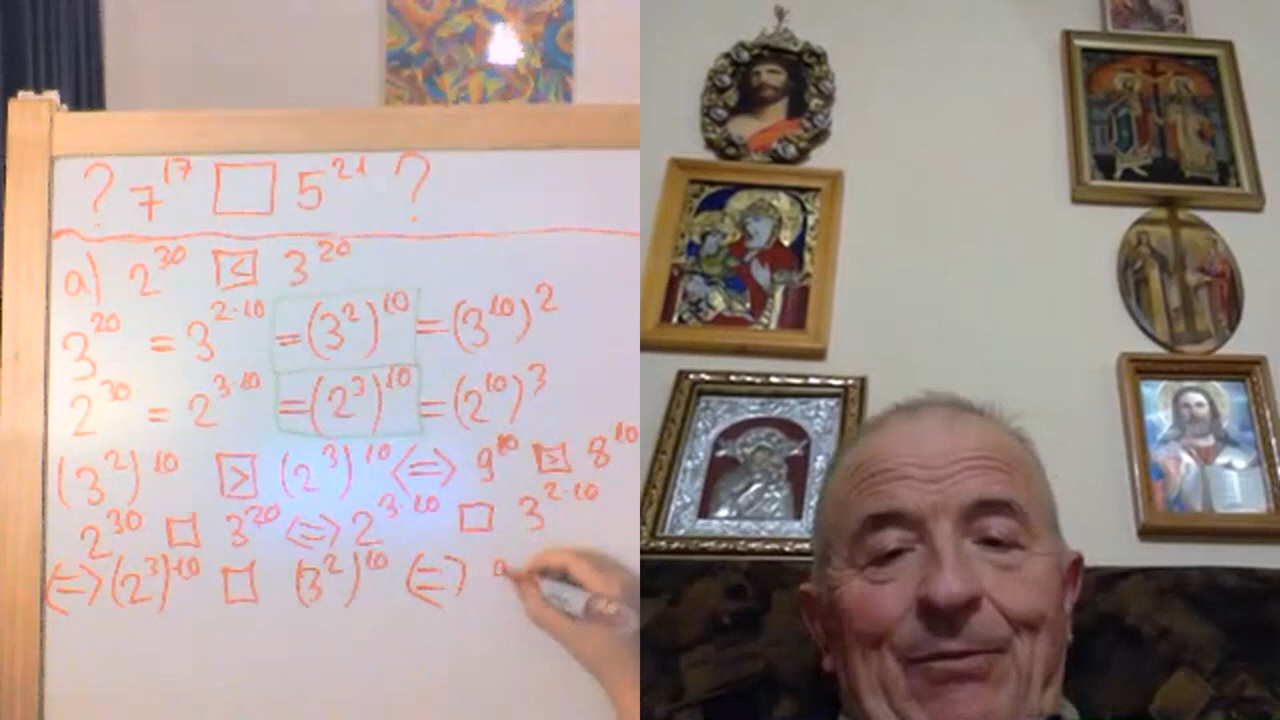 ? 7^17 □ 5^21 ?
a) 2^30 ≤ 3^20
3^20 = 3^2·10 = (3^2)^10 = (3^10)^2
2^30 = 2^3·10 = (2^3)^10 = (2^10)^3
(3^2)^10 > (2^3)^10 <=> 9^10 ≥ 8^10
2^30 □ 3^20 <=> 2^3·10 □ 3^2·10
<=> (2^3)^10 □ (3^2)^10 <=>